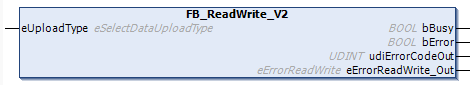 FB_ReadWrite_V2
eUploadType eSelectDataUploadType BOOL bBusy
BOOL bError
UDINT udiErrorCodeOut
eErrorReadWrite eErrorReadWrite_Out